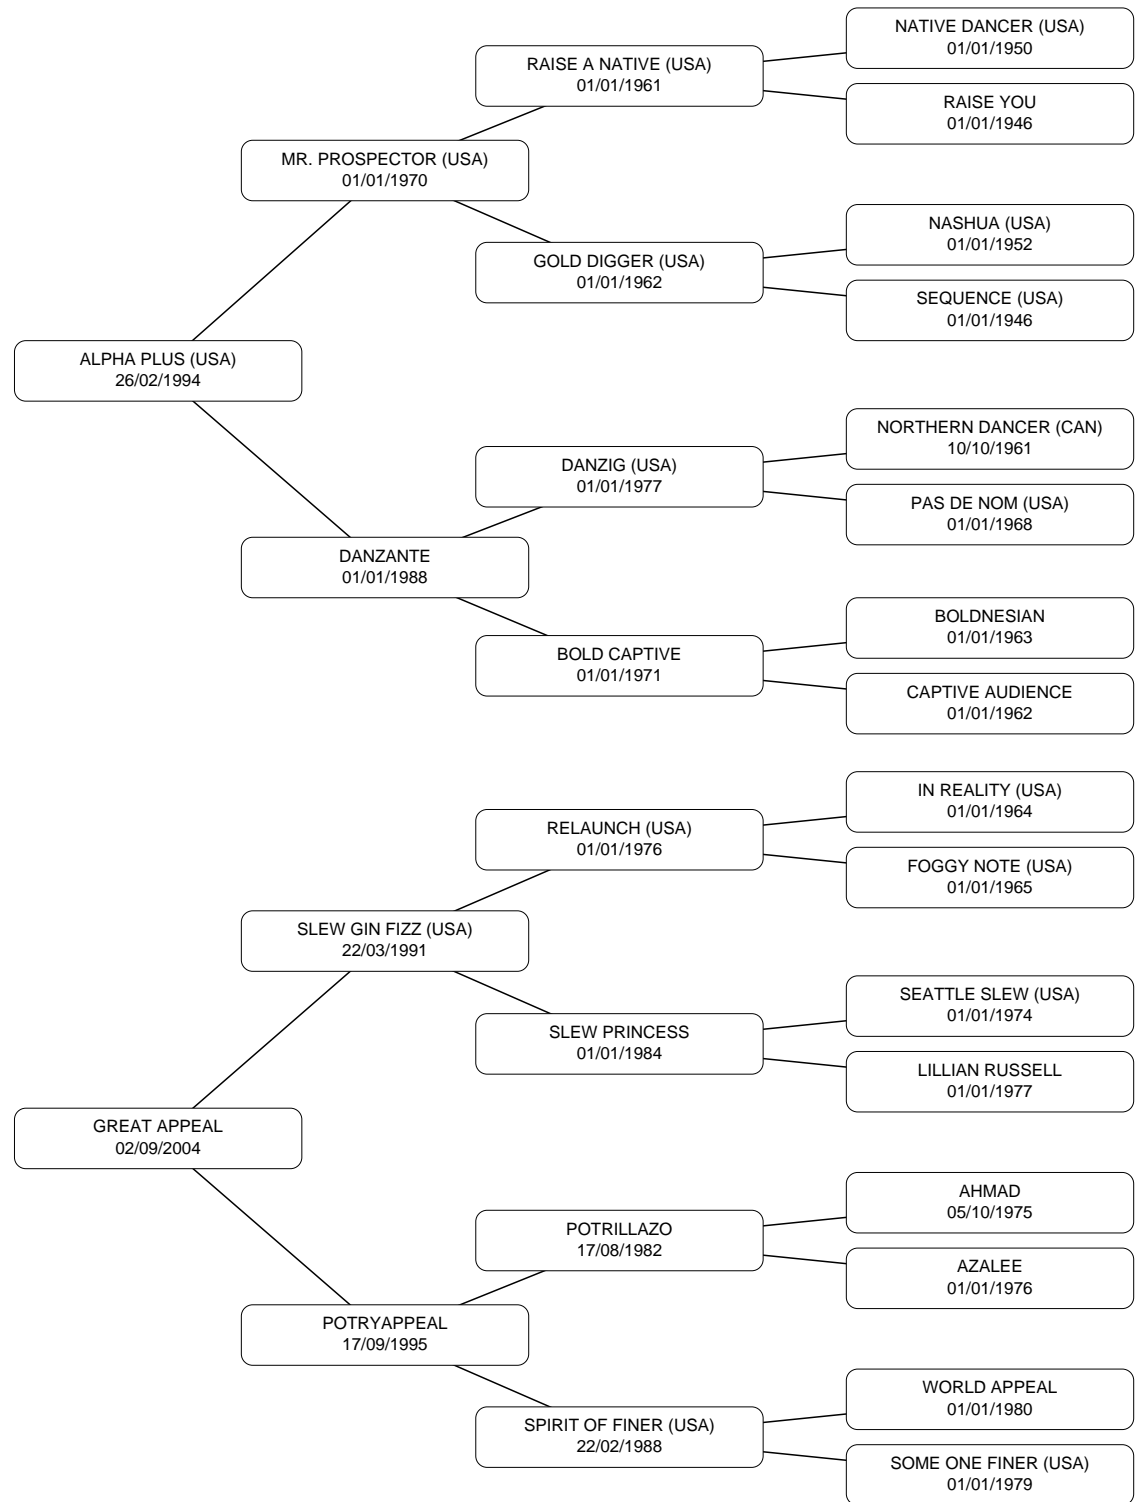 NATIVE DANCER (USA)
01/01/1950
RAISE A NATIVE (USA)
01/01/1961
RAISE YOU
01/01/1946
MR. PROSPECTOR (USA)
01/01/1970
NASHUA (USA)
01/01/1952
GOLD DIGGER (USA)
01/01/1962
SEQUENCE (USA)
01/01/1946
ALPHA PLUS (USA)
26/02/1994
NORTHERN DANCER (CAN)
10/10/1961
DANZIG (USA)
01/01/1977
PAS DE NOM (USA)
01/01/1968
DANZANTE
01/01/1988
BOLDNESIAN
01/01/1963
BOLD CAPTIVE
01/01/1971
CAPTIVE AUDIENCE
01/01/1962
IN REALITY (USA)
01/01/1964
RELAUNCH (USA)
01/01/1976
FOGGY NOTE (USA)
01/01/1965
SLEW GIN FIZZ (USA)
22/03/1991
SEATTLE SLEW (USA)
01/01/1974
SLEW PRINCESS
01/01/1984
LILLIAN RUSSELL
01/01/1977
GREAT APPEAL
02/09/2004
AHMAD
05/10/1975
POTRILLAZO
17/08/1982
AZALEE
01/01/1976
POTRYAPPEAL
17/09/1995
WORLD APPEAL
01/01/1980
SPIRIT OF FINER (USA)
22/02/1988
SOME ONE FINER (USA)
01/01/1979